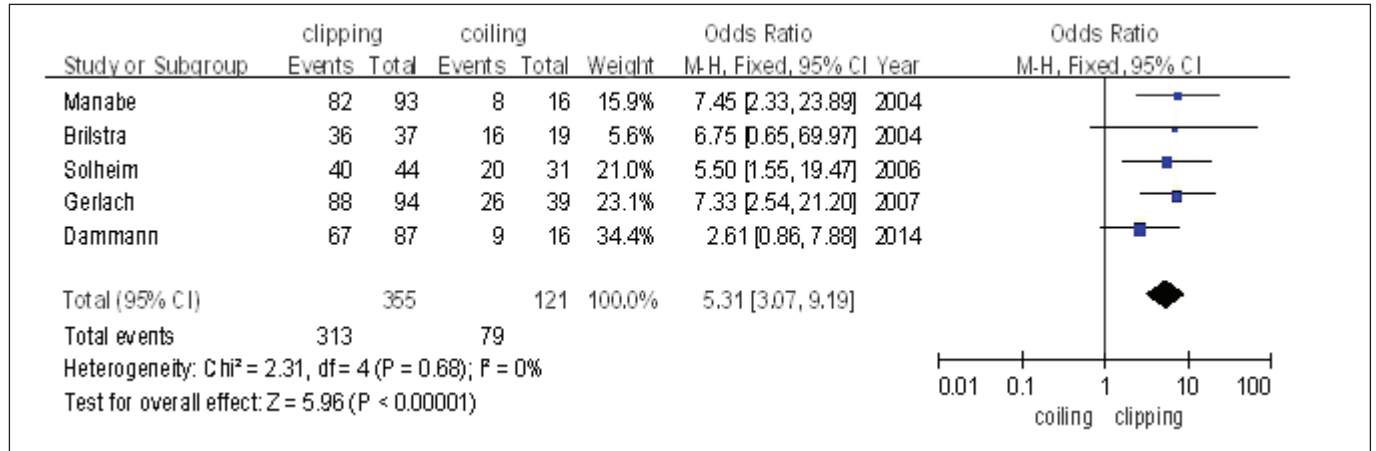 clipping coiling Odds Ratio Odds Ratio
Study or Subgroup Events Total Events Total Weight M-H, Fixed, 95% CI Year M-H, Fixed, 95% CI
Manabe 82 93 8 16 15.9% 7.45 [2.33, 23.89] 2004
Brilstra 36 37 16 19 5.6% 6.75 [0.65, 69.97] 2004
Solheim 40 44 20 31 21.0% 5.50 [1.55, 19.47] 2006
Gerlach 88 94 26 39 23.1% 7.33 [2.54, 21.20] 2007
Dammann 67 87 9 16 34.4% 2.61 [0.86, 7.88] 2014
Total (95% CI) 355 121 100.0% 5.31 [3.07, 9.19]
Total events 313 79
Heterogeneity: Chi² = 2.31, df = 4 (P = 0.68); I² = 0%
Test for overall effect: Z = 5.96 (P < 0.00001)
0.01 0.1 1 10 100
coiling clipping